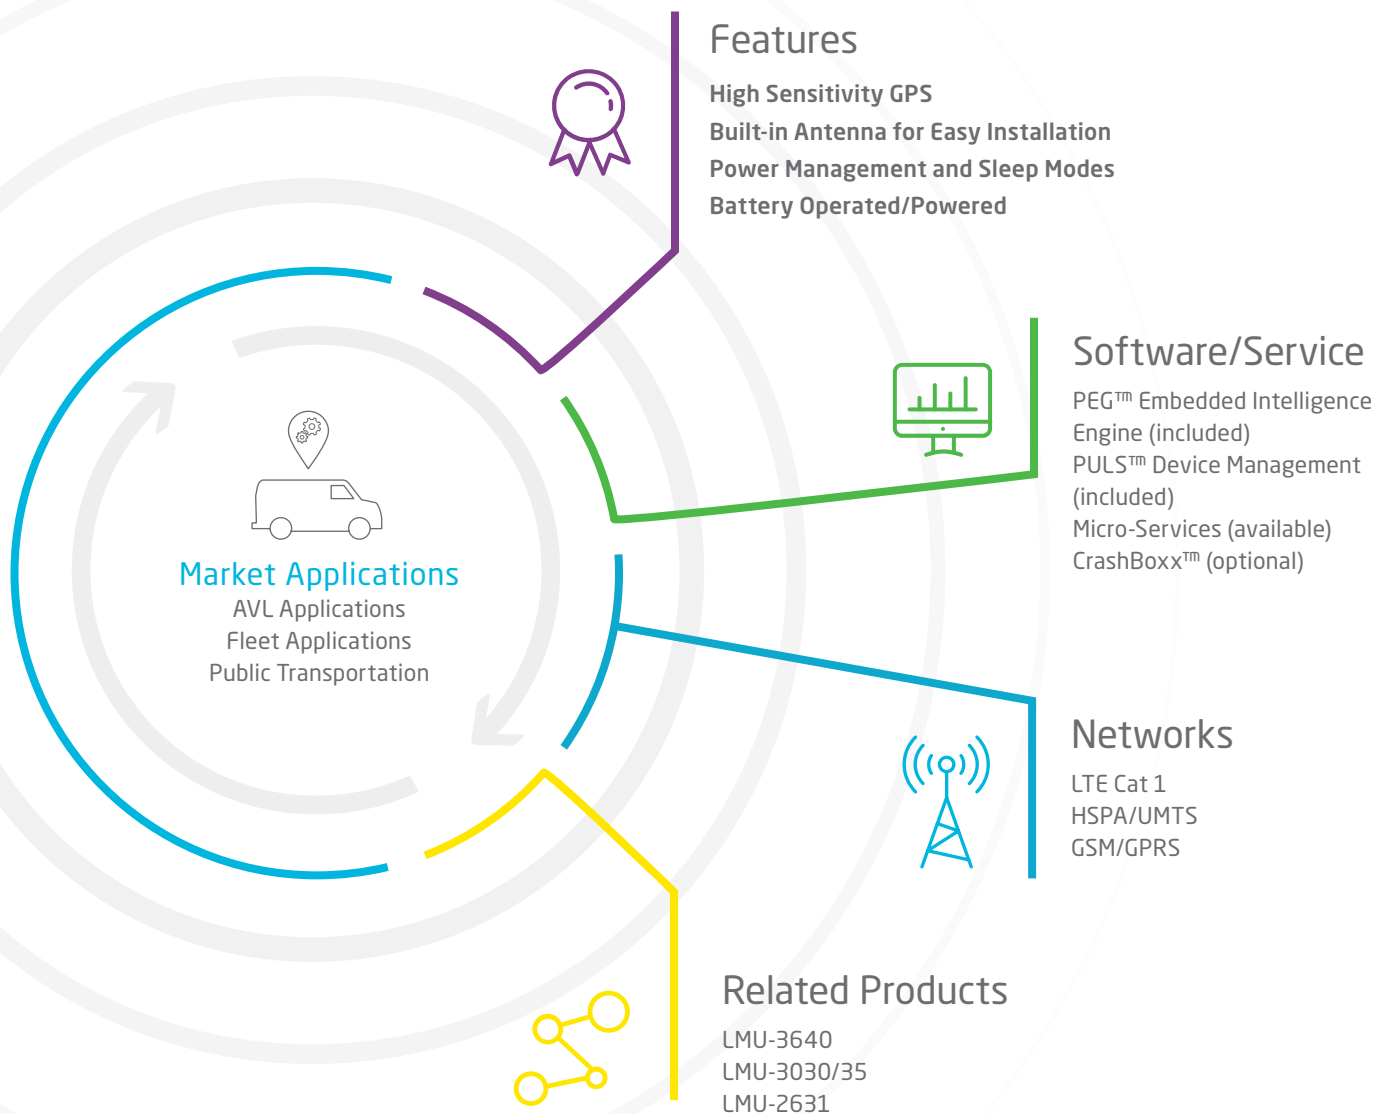 Features
High Sensitivity GPS
Built-in Antenna for Easy Installation
Power Management and Sleep Modes
Battery Operated/Powered
Software/Service
PEG™ Embedded Intelligence
Engine (included)
PULS™ Device Management
(included)
Micro-Services (available)
CrashBoxx™ (optional)
Market Applications
AVL Applications
Fleet Applications
Public Transportation
Networks
LTE Cat 1
HSPA/UMTS
GSM/GPRS
Related Products
LMU-3640
LMU-3030/35
LMU-2631